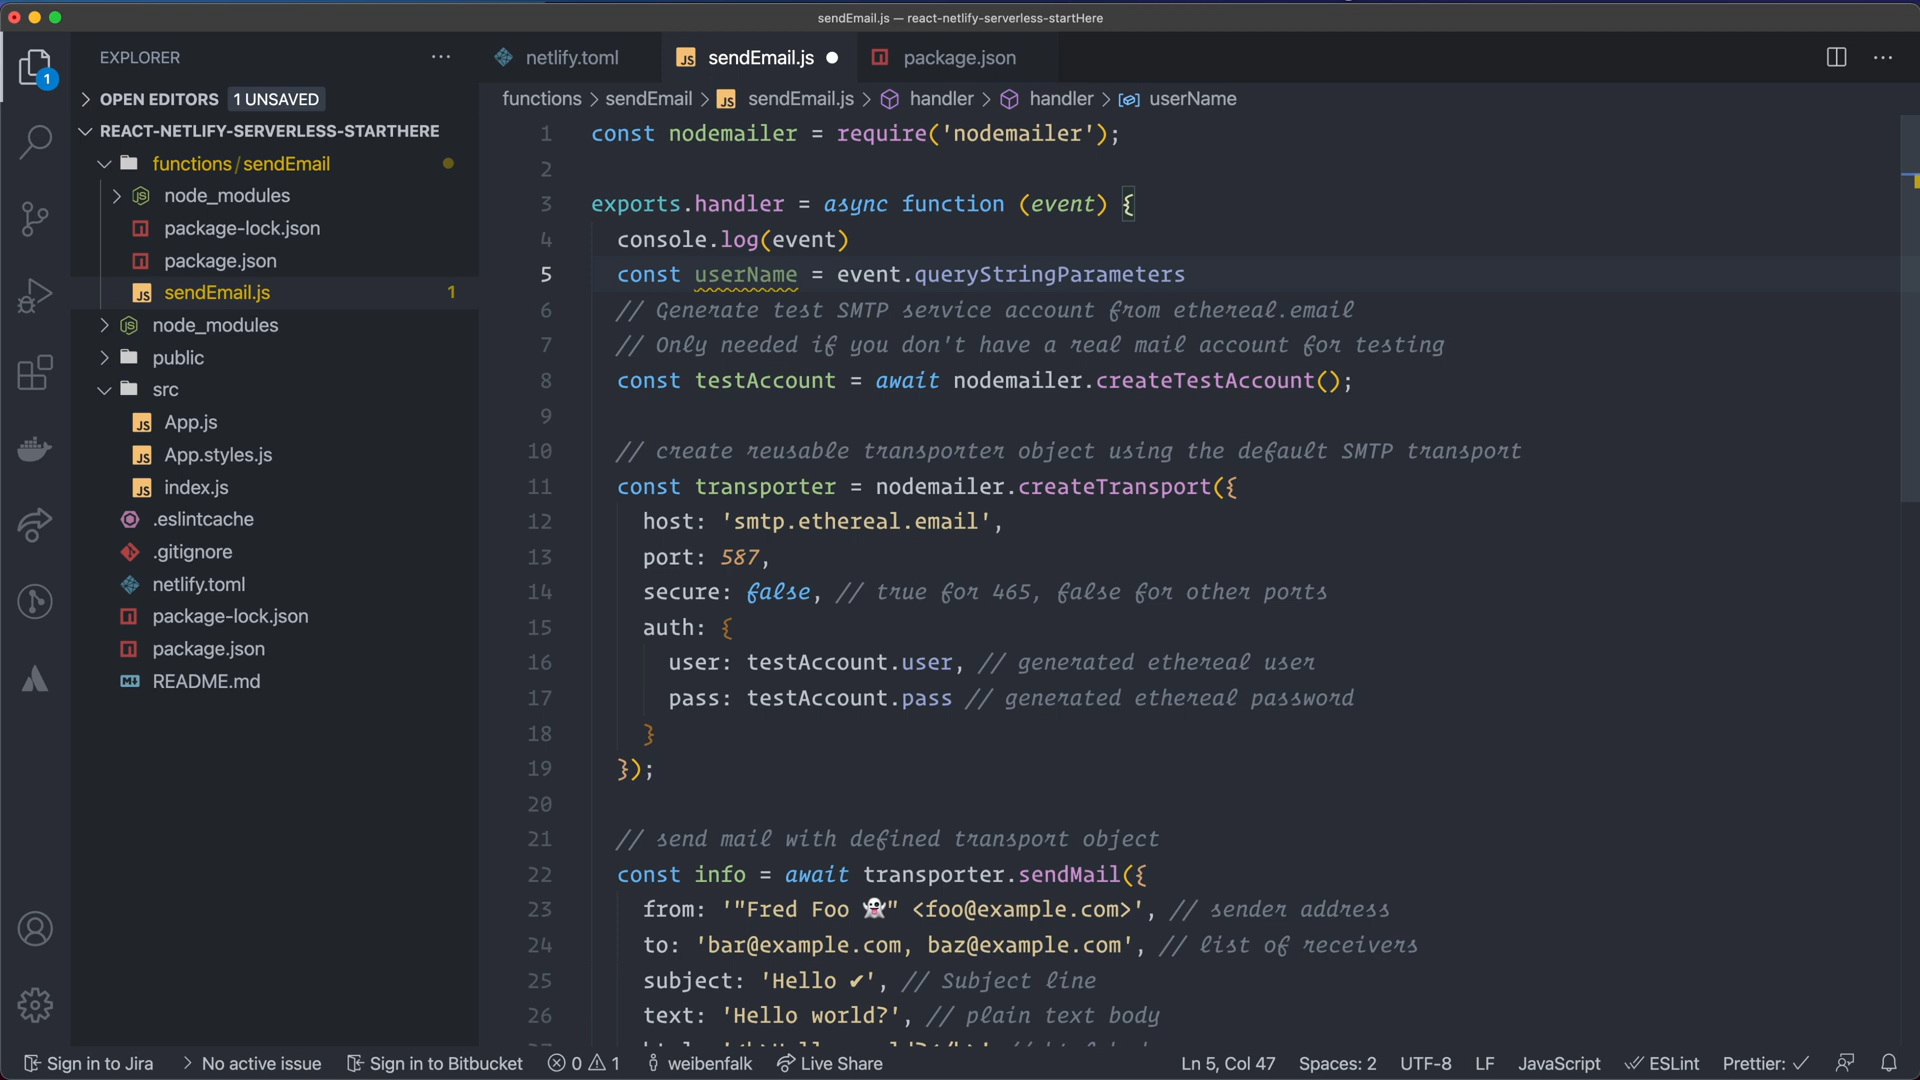 sendEmail.js — react-netlify-serverless-startHere
EXPLORER
netlify.toml
sendEmail.js
package.json
functions > sendEmail > JS sendEmail.js > handler > handler > userName
OPEN EDITORS 1 UNSAVED
REACT-NETLIFY-SERVERLESS-STARTHERE
functions / sendEmail
node_modules
package-lock.json
package.json
sendEmail.js 1
node_modules
public
src
App.js
App.styles.js
index.js
.eslintcache
.gitignore
netlify.toml
package-lock.json
package.json
README.md
1 const nodemailer = require('nodemailer');
2
3 exports.handler = async function (event) {
4 console.log(event)
5 const userName = event.queryStringParameters
6 // Generate test SMTP service account from ethereal.email
7 // Only needed if you don't have a real mail account for testing
8 const testAccount = await nodemailer.createTestAccount();
9
10 // create reusable transporter object using the default SMTP transport
11 const transporter = nodemailer.createTransport({
12 host: 'smtp.ethereal.email',
13 port: 587,
14 secure: false, // true for 465, false for other ports
15 auth: {
16 user: testAccount.user, // generated ethereal user
17 pass: testAccount.pass // generated ethereal password
18 }
19 });
20
21 // send mail with defined transport object
22 const info = await transporter.sendMail({
23 from: '"Fred Foo 👻" <foo@example.com>', // sender address
24 to: 'bar@example.com, baz@example.com', // list of receivers
25 subject: 'Hello ✔', // Subject line
26 text: 'Hello world?', // plain text body
Sign in to Jira > No active issue Sign in to Bitbucket 0 1 weibenfalk Live Share Ln 5, Col 47 Spaces: 2 UTF-8 LF JavaScript ESLint Prettier: ✓